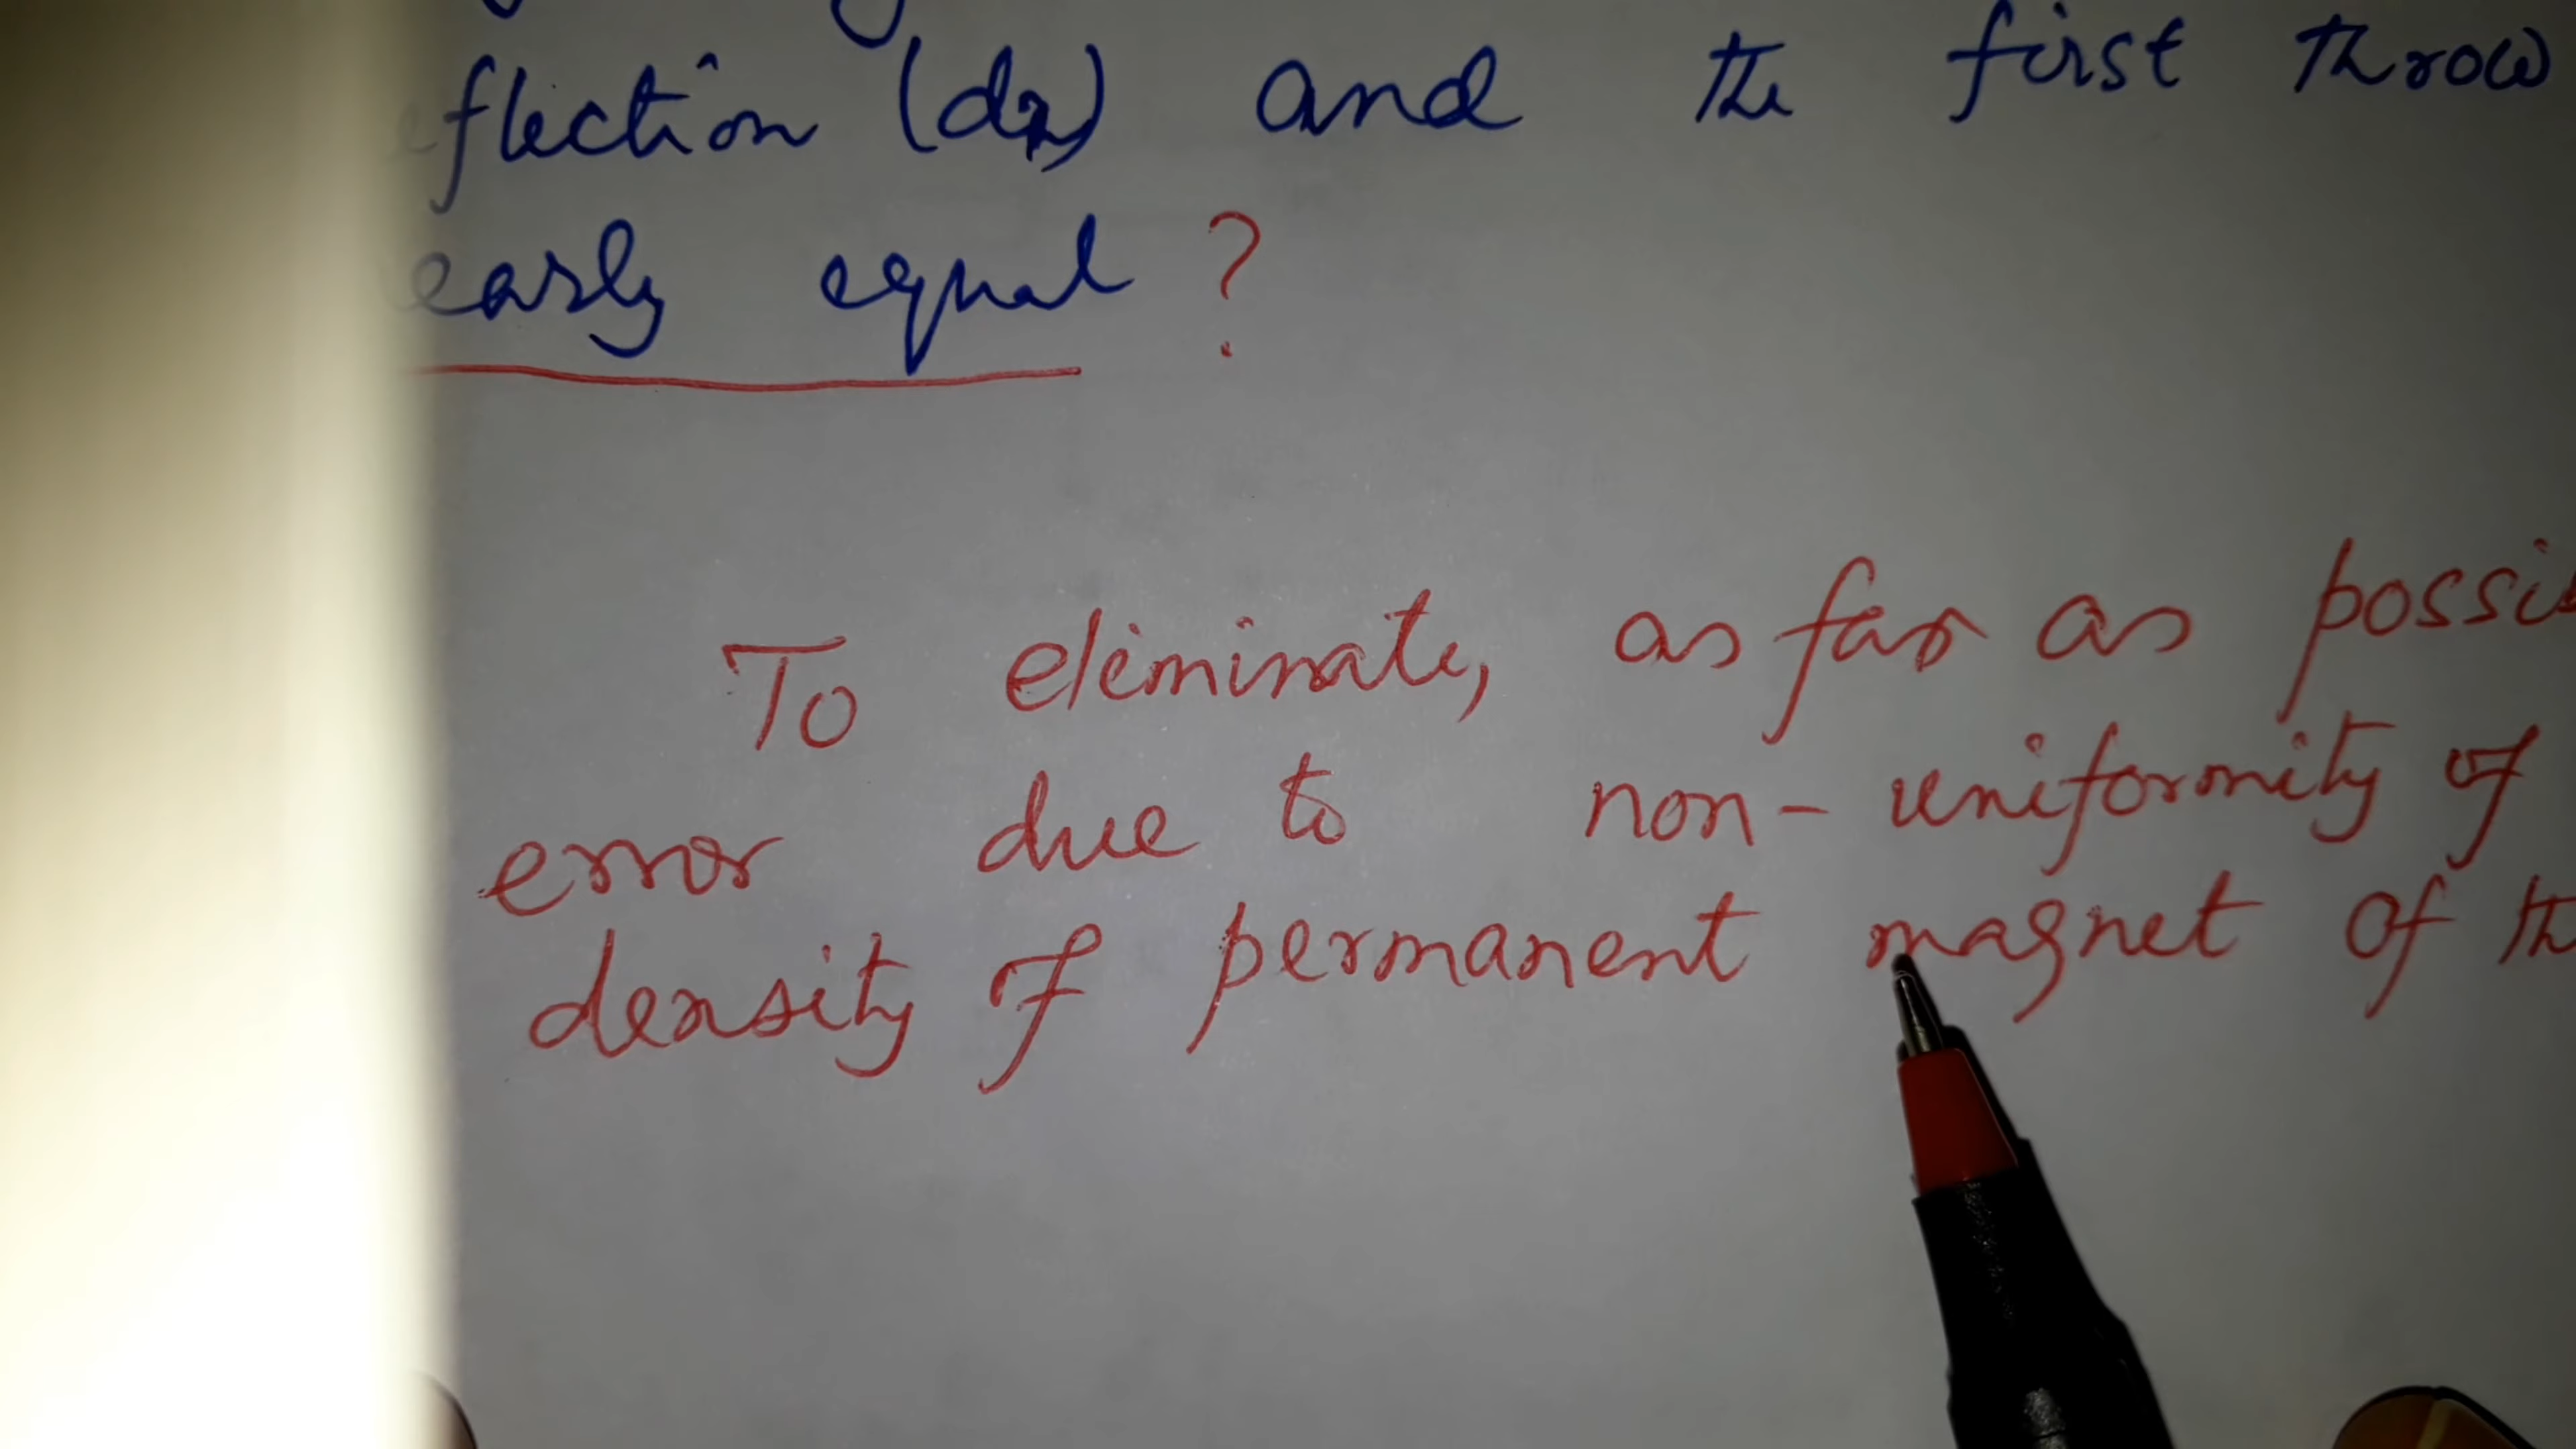 eflection (dn) and the first throw
early equal ?
To eliminate, as far as possi
error due to non-uniformity of
density of permanent magnet of th